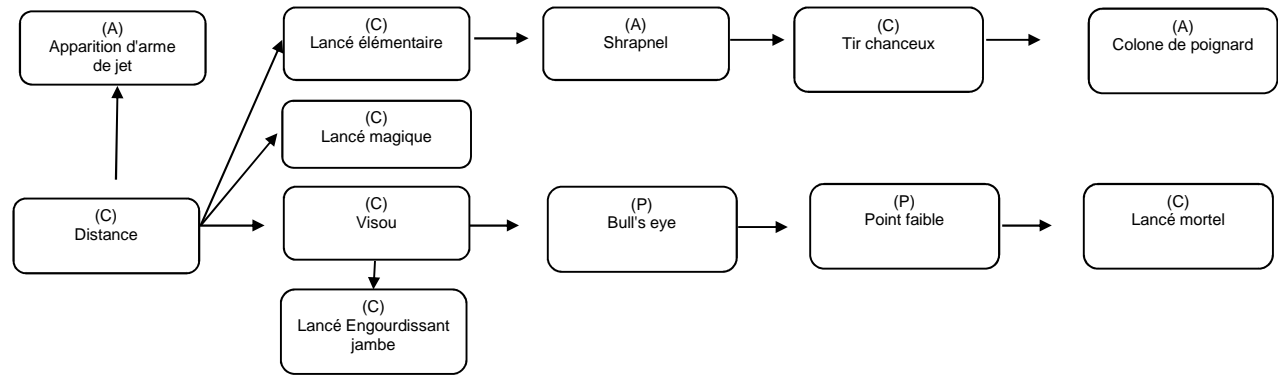 (A)
Apparition d'arme
de jet
(C)
Lancé élémentaire
(A)
Shrapnel
(C)
Tir chanceux
(A)
Colone de poignard
(C)
Lancé magique
(C)
Distance
(C)
Visou
(P)
Bull's eye
(P)
Point faible
(C)
Lancé mortel
(C)
Lancé Engourdissant
jambe